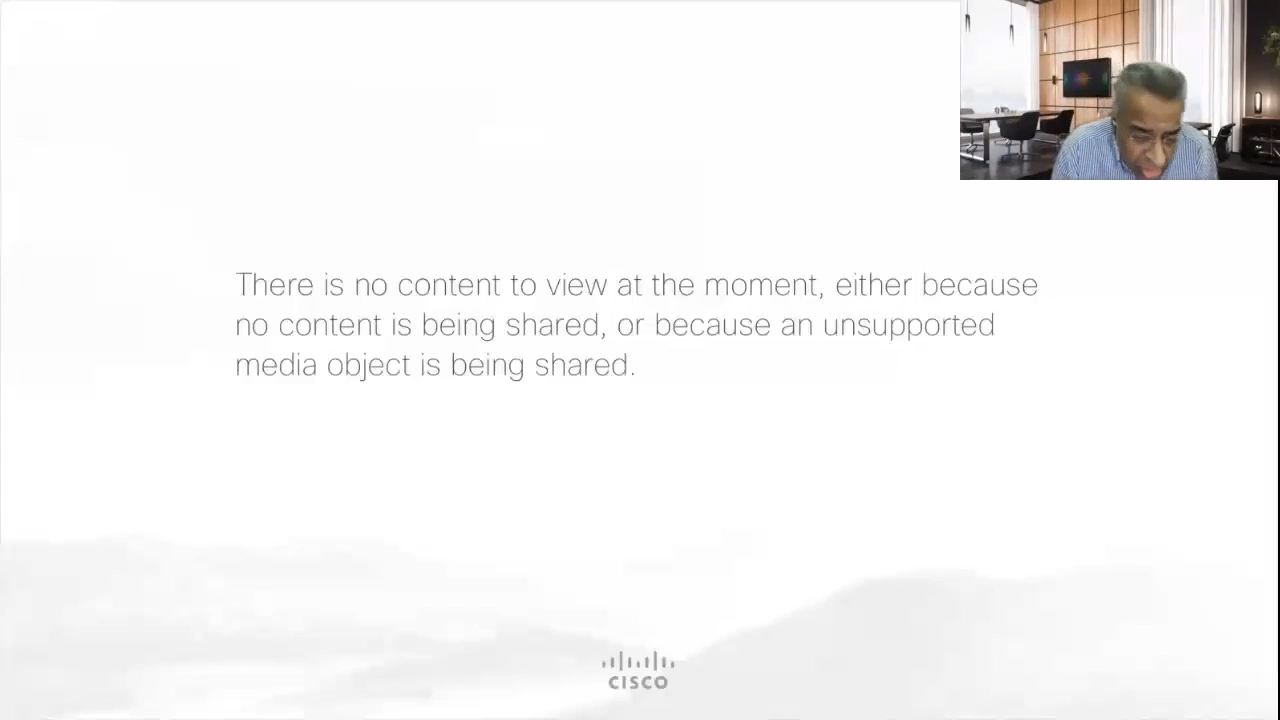 There is no content to view at the moment, either because
no content is being shared, or because an unsupported
media object is being shared.
CISCO